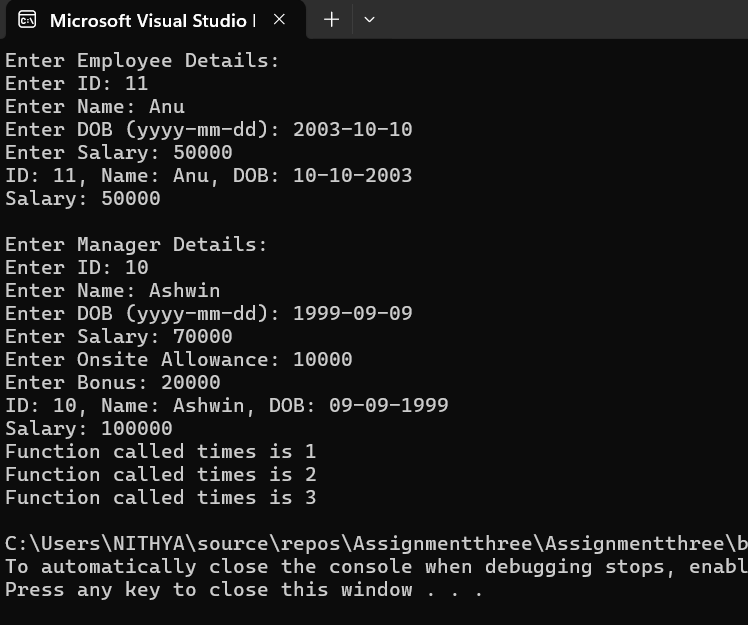 Microsoft Visual Studio
Enter Employee Details:
Enter ID: 11
Enter Name: Anu
Enter DOB (yyyy-mm-dd): 2003-10-10
Enter Salary: 50000
ID: 11, Name: Anu, DOB: 10-10-2003
Salary: 50000
Enter Manager Details:
Enter ID: 10
Enter Name: Ashwin
Enter DOB (yyyy-mm-dd): 1999-09-09
Enter Salary: 70000
Enter Onsite Allowance: 10000
Enter Bonus: 20000
ID: 10, Name: Ashwin, DOB: 09-09-1999
Salary: 100000
Function called times is 1
Function called times is 2
Function called times is 3
C:\Users\NITHYA\source\repos\Assignmentthree\Assignmentthree\b
To automatically close the console when debugging stops, enabl
Press any key to close this window . . .